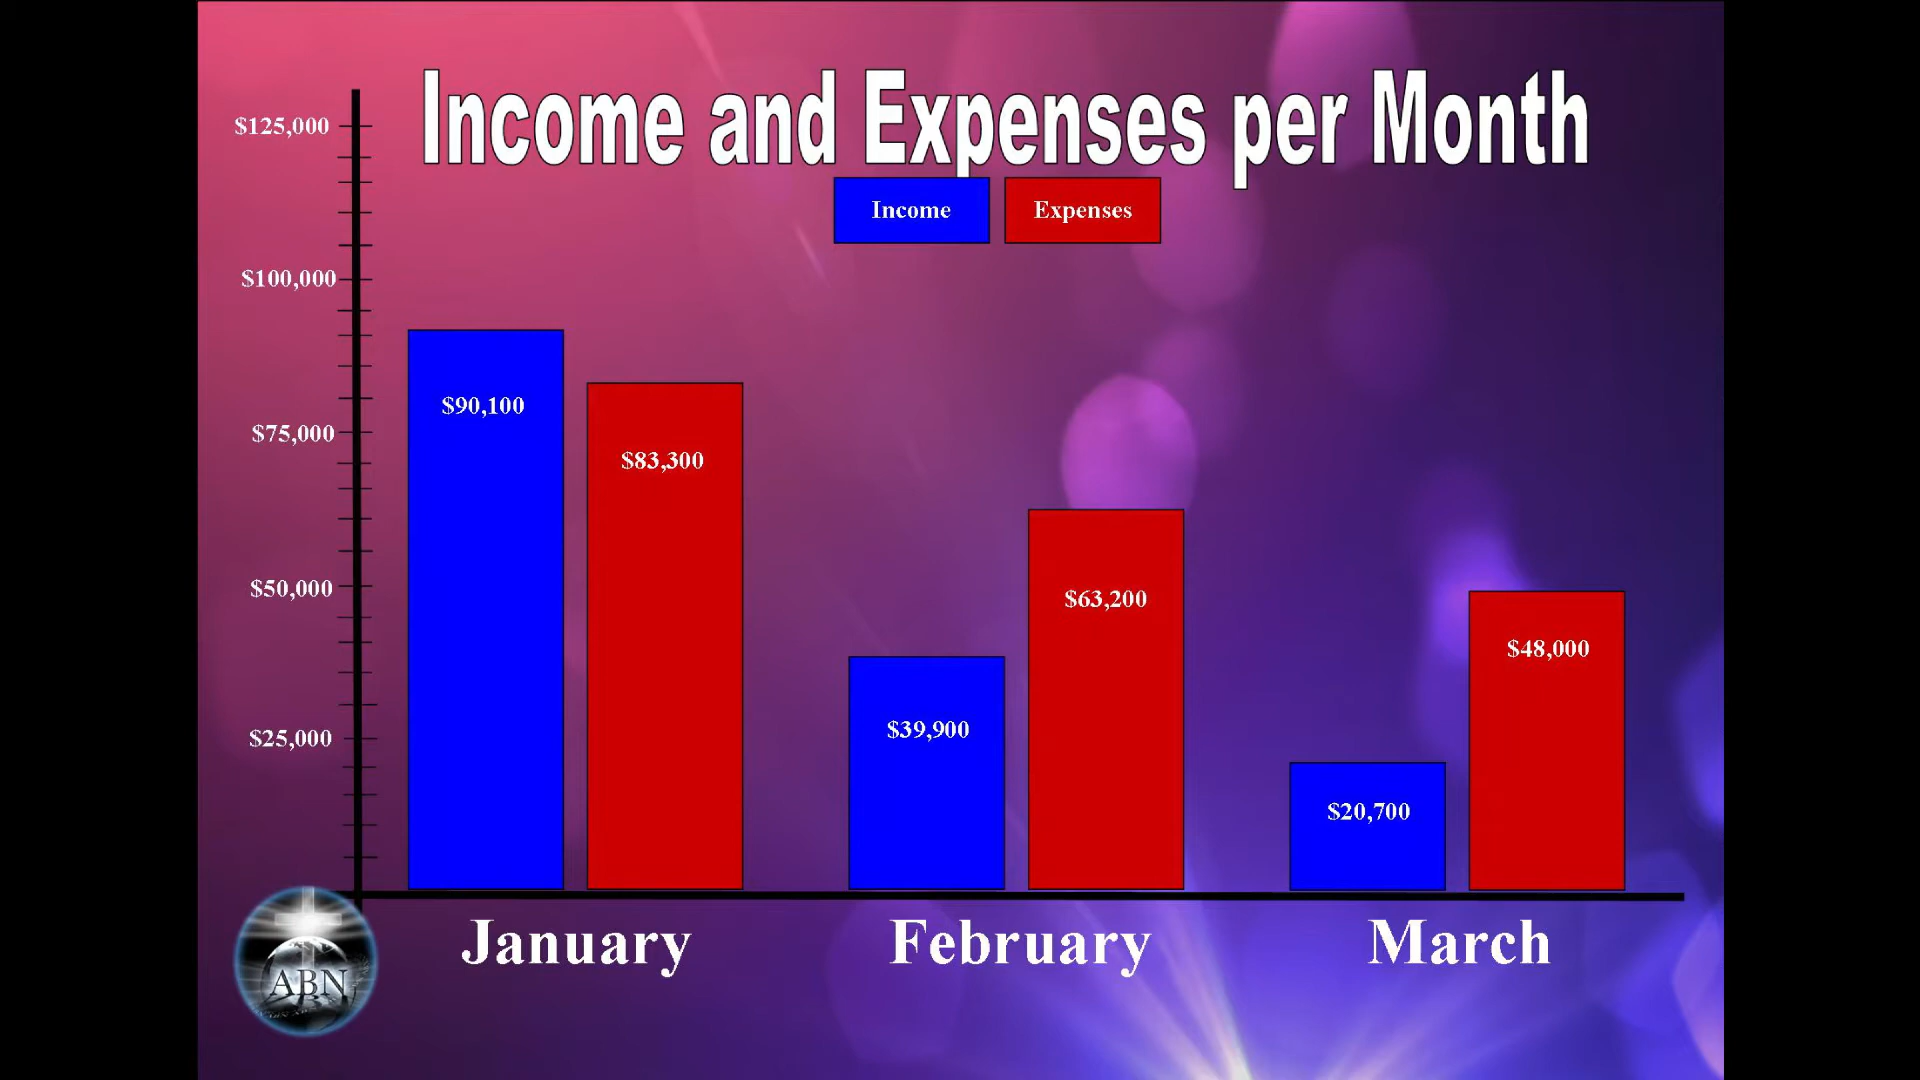 Income and Expenses per Month
Income Expenses
$125,000
$100,000
$75,000
$50,000
$25,000
$90,100
$83,300
$39,900
$63,200
$20,700
$48,000
January February March
ABN